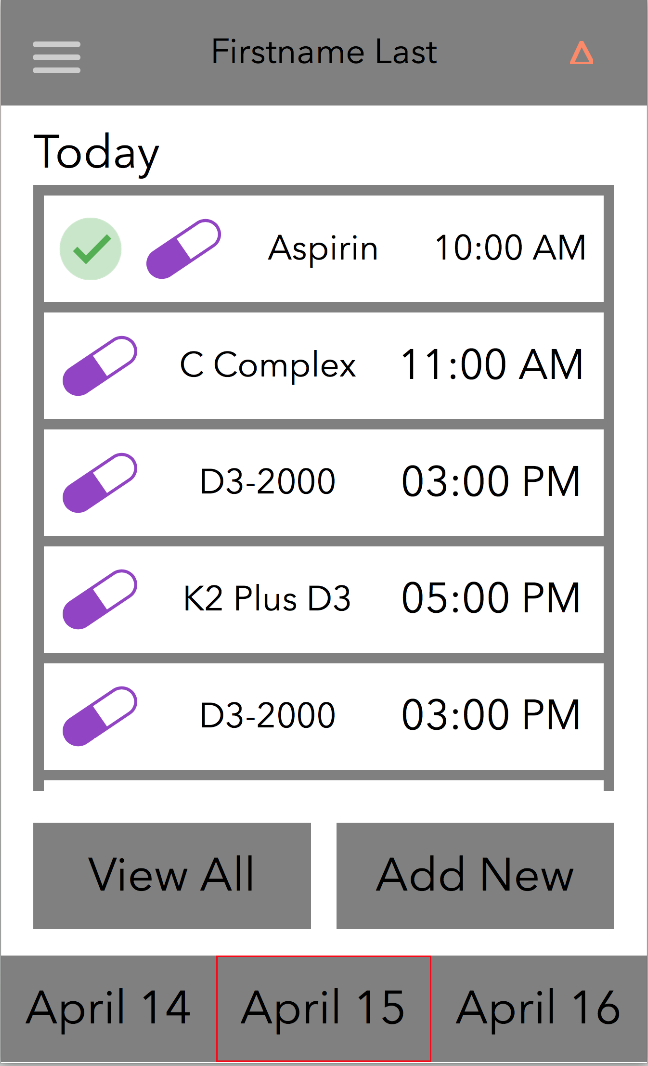 Firstname Last
Today
Aspirin 10:00 AM
C Complex 11:00 AM
D3-2000 03:00 PM
K2 Plus D3 05:00 PM
D3-2000 03:00 PM
View All Add New
April 14 April 15 April 16